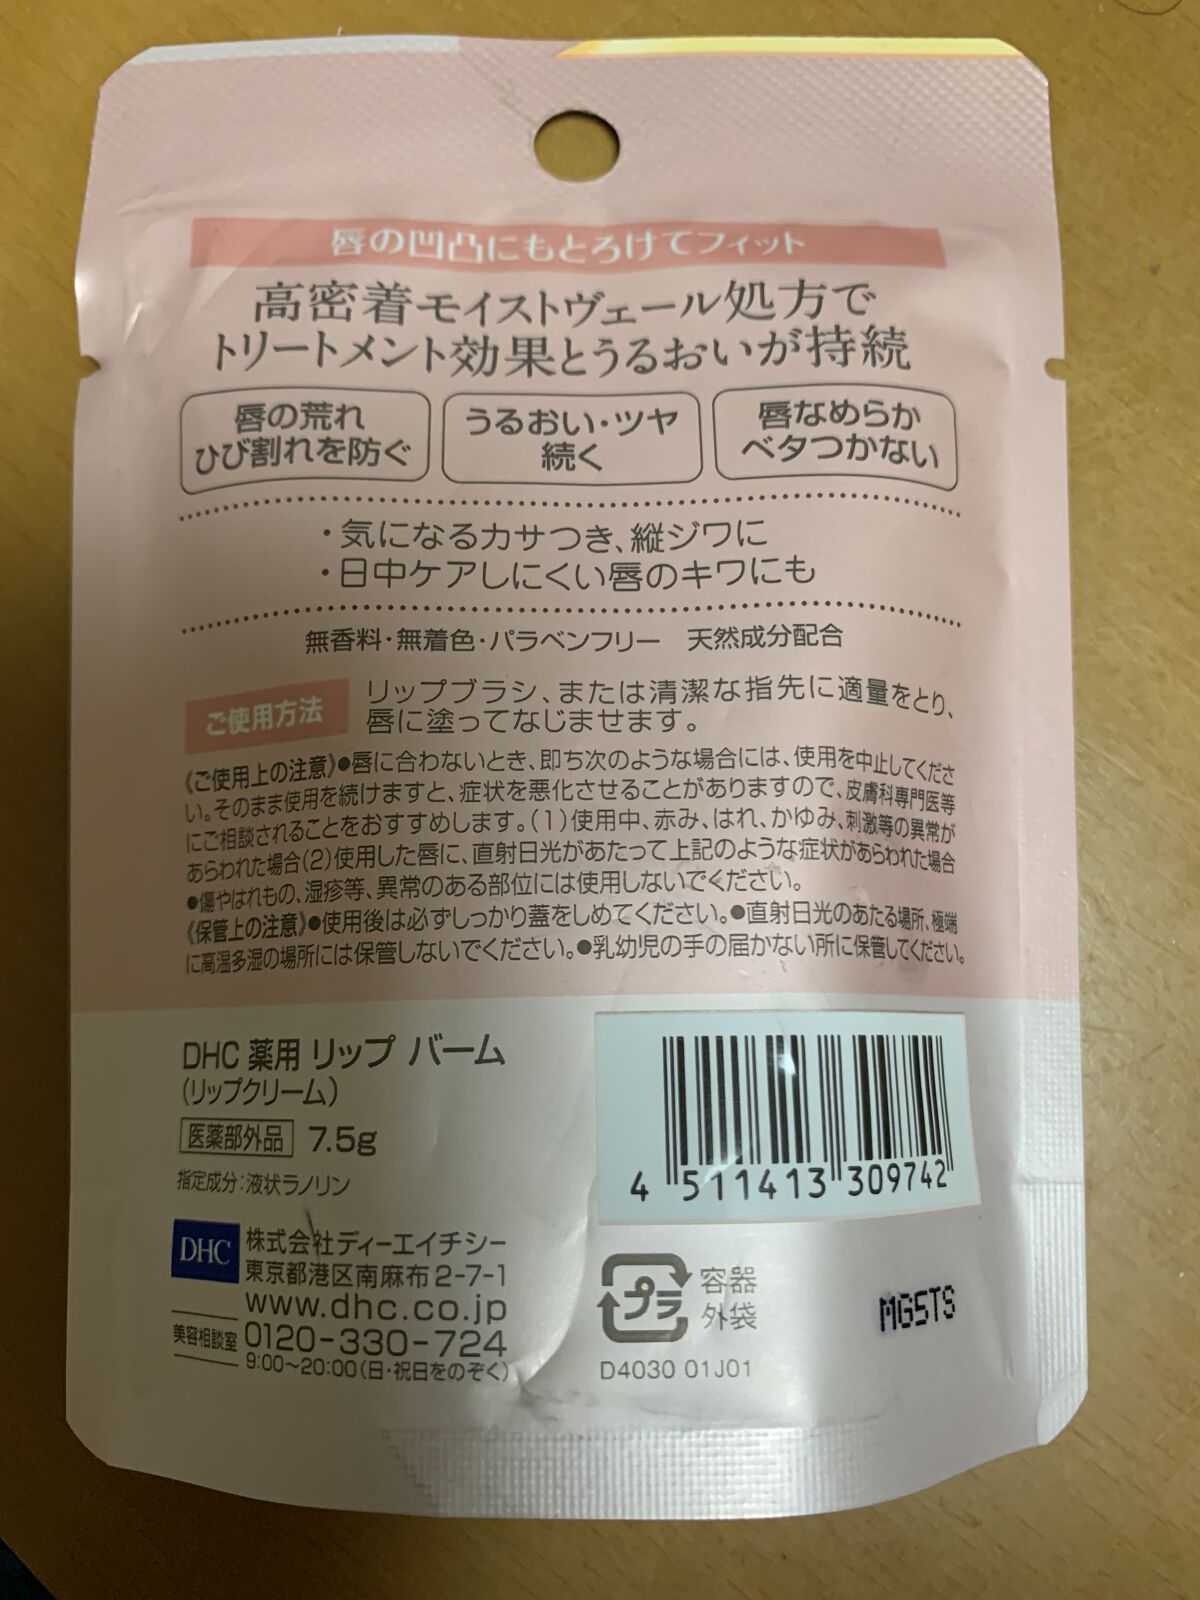 唇の凹凸にもとろけてフィット
高密着モイストヴェール処方で
トリートメント効果とうるおいが持続
唇の荒れ
ひび割れを防ぐ
うるおい・ツヤ
続く
唇なめらか
ベタつかない
・気になるカサつき、縦ジワに
・日中ケアしにくい唇のキワにも
無香料・無着色・パラベンフリー 天然成分配合
ご使用方法
リップブラシ、または清潔な指先に適量をとり、
唇に塗ってなじませます。
《ご使用上の注意》●唇に合わないとき、即ち次のような場合には、使用を中止してくださ
い。そのまま使用を続けますと、症状を悪化させることがありますので、皮膚科専門医等
にご相談されることをおすすめします。(1)使用中、赤み、はれ、かゆみ、刺激等の異常が
あらわれた場合(2)使用した唇に、直射日光があたって上記のような症状があらわれた場合
●傷やはれもの、湿疹等、異常のある部位には使用しないでください。
《保管上の注意》●使用後は必ずしっかり蓋をしめてください。●直射日光のあたる場所、極端
に高温多湿の場所には保管しないでください。●乳幼児の手の届かない所に保管してください。
DHC 薬用 リップ バーム
(リップクリーム)
医薬部外品 7.5g
指定成分:液状ラノリン
DHC
株式会社ディーエイチシー
東京都港区南麻布2-7-1
www.dhc.co.jp
美容相談室 0120-330-724
9:00〜20:00(日・祝日をのぞく)
4 511413 309742
プラ
容器
外袋
D4030 01J01
MG5TS